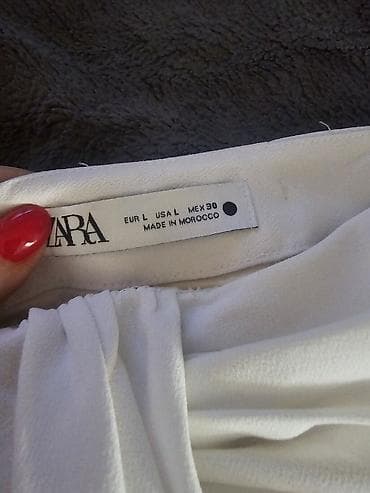 ZARA
EUR L USA L MEX 30
MADE IN MOROCCO